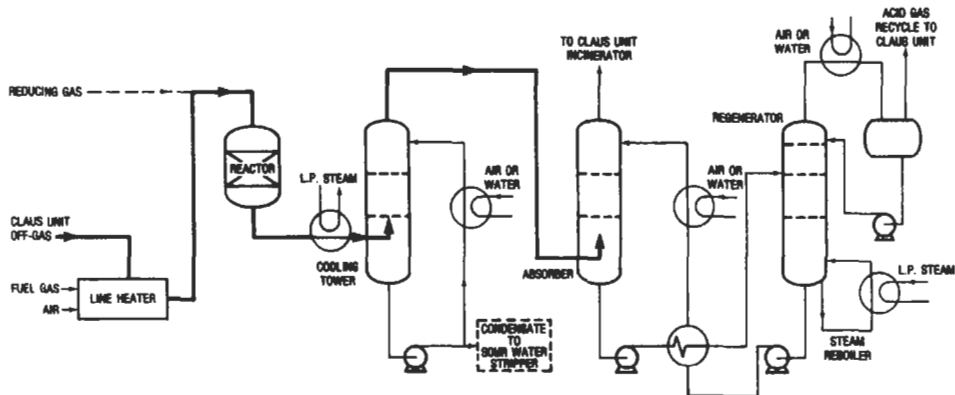 REDUCING GAS
CLAUS UNIT
OFF-GAS
FUEL GAS
AIR
LINE HEATER
REACTOR
L.P. STEAM
COOLING
TOWER
AIR OR
WATER
CONDENSATE
TO
SOUR WATER
STRIPPER
TO CLAUS UNIT
INCINERATOR
ABSORBER
AIR OR
WATER
REGENERATOR
AIR OR
WATER
ACID GAS
RECYCLE TO
CLAUS UNIT
L.P. STEAM
STEAM
REBOILER